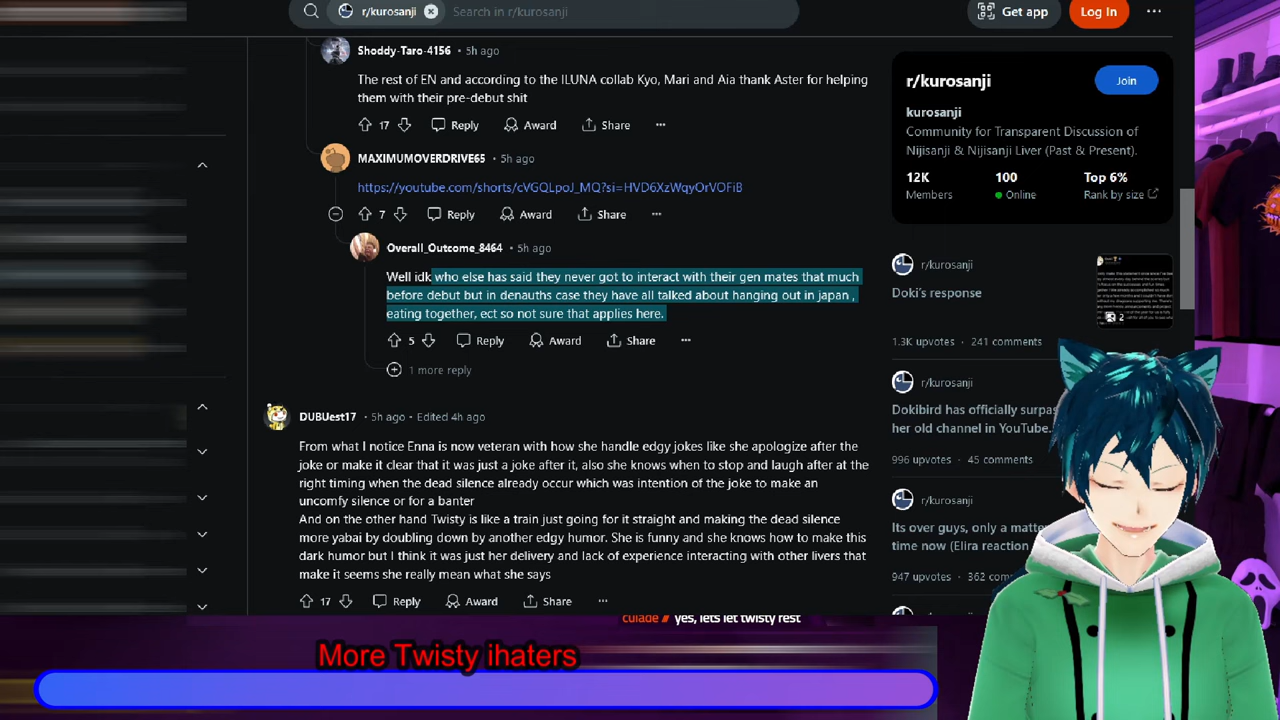 r/kurosanji
Search in r/kurosanji
Get app
Log In
Shoddy-Taro-4156 • 5h ago
The rest of EN and according to the ILUNA collab Kyo, Mari and Aia thank Aster for helping
them with their pre-debut shit
17 Reply Award Share
MAXIMUMOVERDRIVE65 • 5h ago
https://youtube.com/shorts/cVGQLpoJ_MQ?si=HVD6XzWqyOrVOFiB
7 Reply Award Share
Overall_Outcome_8464 • 5h ago
Well idk who else has said they never got to interact with their gen mates that much
before debut but in denauths case they have all talked about hanging out in japan ,
eating together, ect so not sure that applies here.
5 Reply Award Share
1 more reply
DUBUest17 • 5h ago • Edited 4h ago
From what I notice Enna is now veteran with how she handle edgy jokes like she apologize after the
joke or make it clear that it was just a joke after it, also she knows when to stop and laugh after at the
right timing when the dead silence already occur which was intention of the joke to make an
uncomfy silence or for a banter
And on the other hand Twisty is like a train just going for it straight and making the dead silence
more yabai by doubling down by another edgy humor. She is funny and she knows how to make this
dark humor but I think it was just her delivery and lack of experience interacting with other livers that
make it seems she really mean what she says
17 Reply Award Share
r/kurosanji
Join
kurosanji
Community for Transparent Discussion of
Nijisanji & Nijisanji Liver (Past & Present).
12K 100 Top 6%
Members Online Rank by size
r/kurosanji
Doki's response
2
1.3K upvotes • 241 comments
r/kurosanji
Dokibird has officially surpas
her old channel in YouTube.
996 upvotes • 45 comments
r/kurosanji
Its over guys, only a matte
time now (Elira reaction
947 upvotes • 362 com
culade // yes, lets let twisty rest
More Twisty ihaters